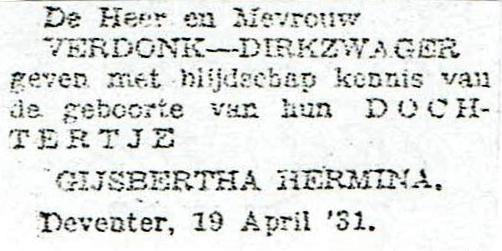 De Heer en Mevrouw
VERDONK—DIRKZWAGER
geven met blijdschap kennis van
de geboorte van hun DOCH-
TERTJE
GIJSBERTHA HERMINA.
Deventer, 19 April '31.